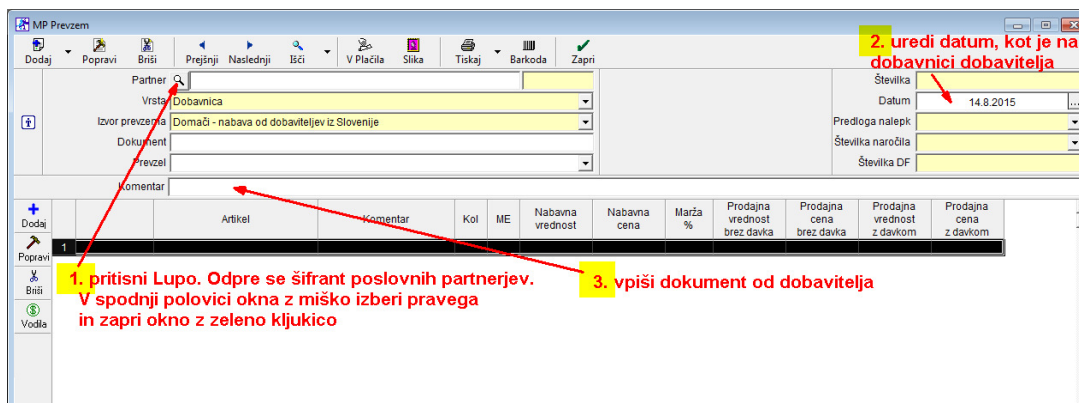 MP Prevzem
Dodaj Popravi Briši Prejšnji Naslednji Išči V Plačila Slika Tiskaj Barkoda Zapri
2. uredi datum, kot je na
dobavnici dobavitelja
Partner
Številka
Vrsta Dobavnica
Datum 14.8.2015 ...
Izvor prevzema Domači - nabava od dobaviteljev iz Slovenije
Predloga nalepk
Dokument
Številka naročila
Prevzel
Številka DF
Komentar
Dodaj
Artikel
Komentar
Kol
ME
Nabavna
vrednost
Nabavna
cena
Marža
%
Prodajna
vrednost
brez davka
Prodajna
cena
brez davka
Prodajna
vrednost
z davkom
Prodajna
cena
z davkom
1
Popravi
Briši
Vodila
1. pritisni Lupo. Odpre se šifrant poslovnih partnerjev.
V spodnji polovici okna z miško izberi pravega
in zapri okno z zeleno kljukico
3. vpiši dokument od dobavitelja